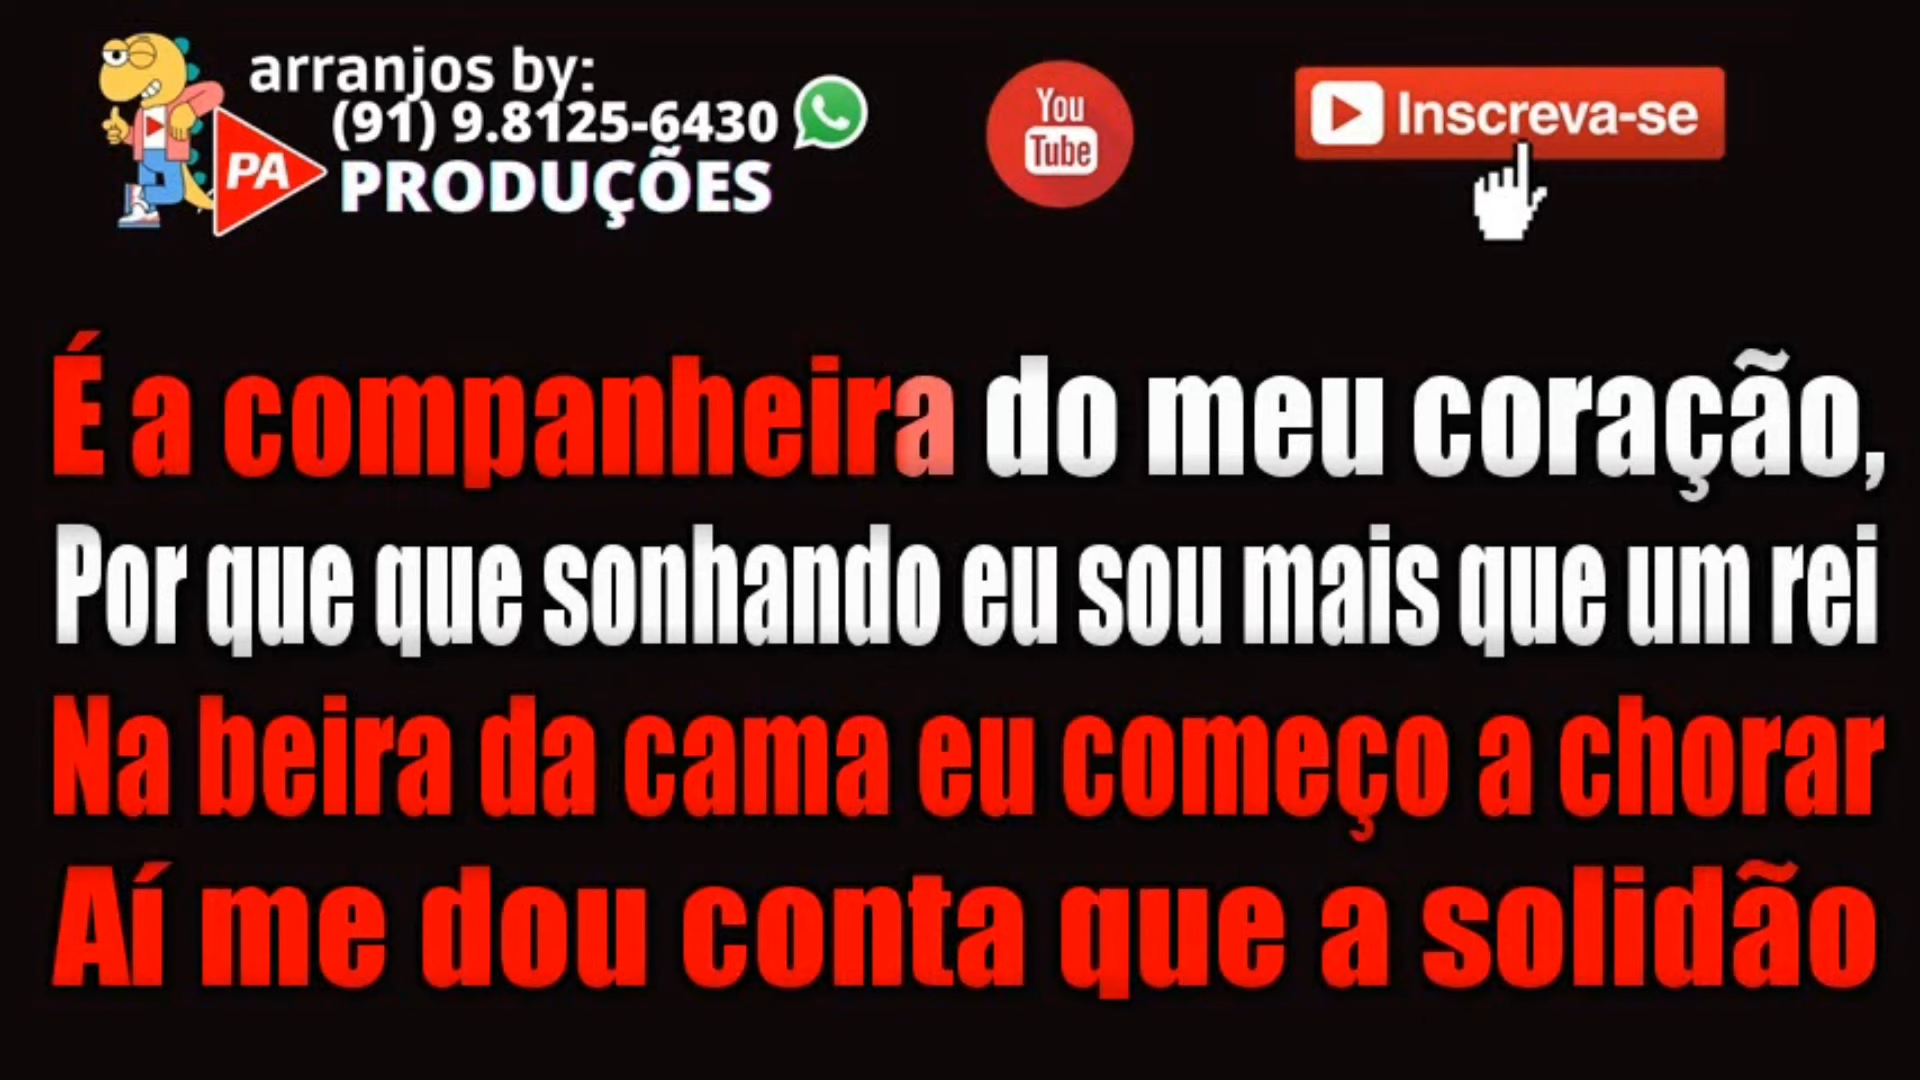 arranjos by:
(91) 9.8125-6430
PA PRODUÇÕES
You
Tube
Inscreva-se
É a companheira do meu coração,
Por que que sonhando eu sou mais que um rei
Na beira da cama eu começo a chorar
Aí me dou conta que a solidão